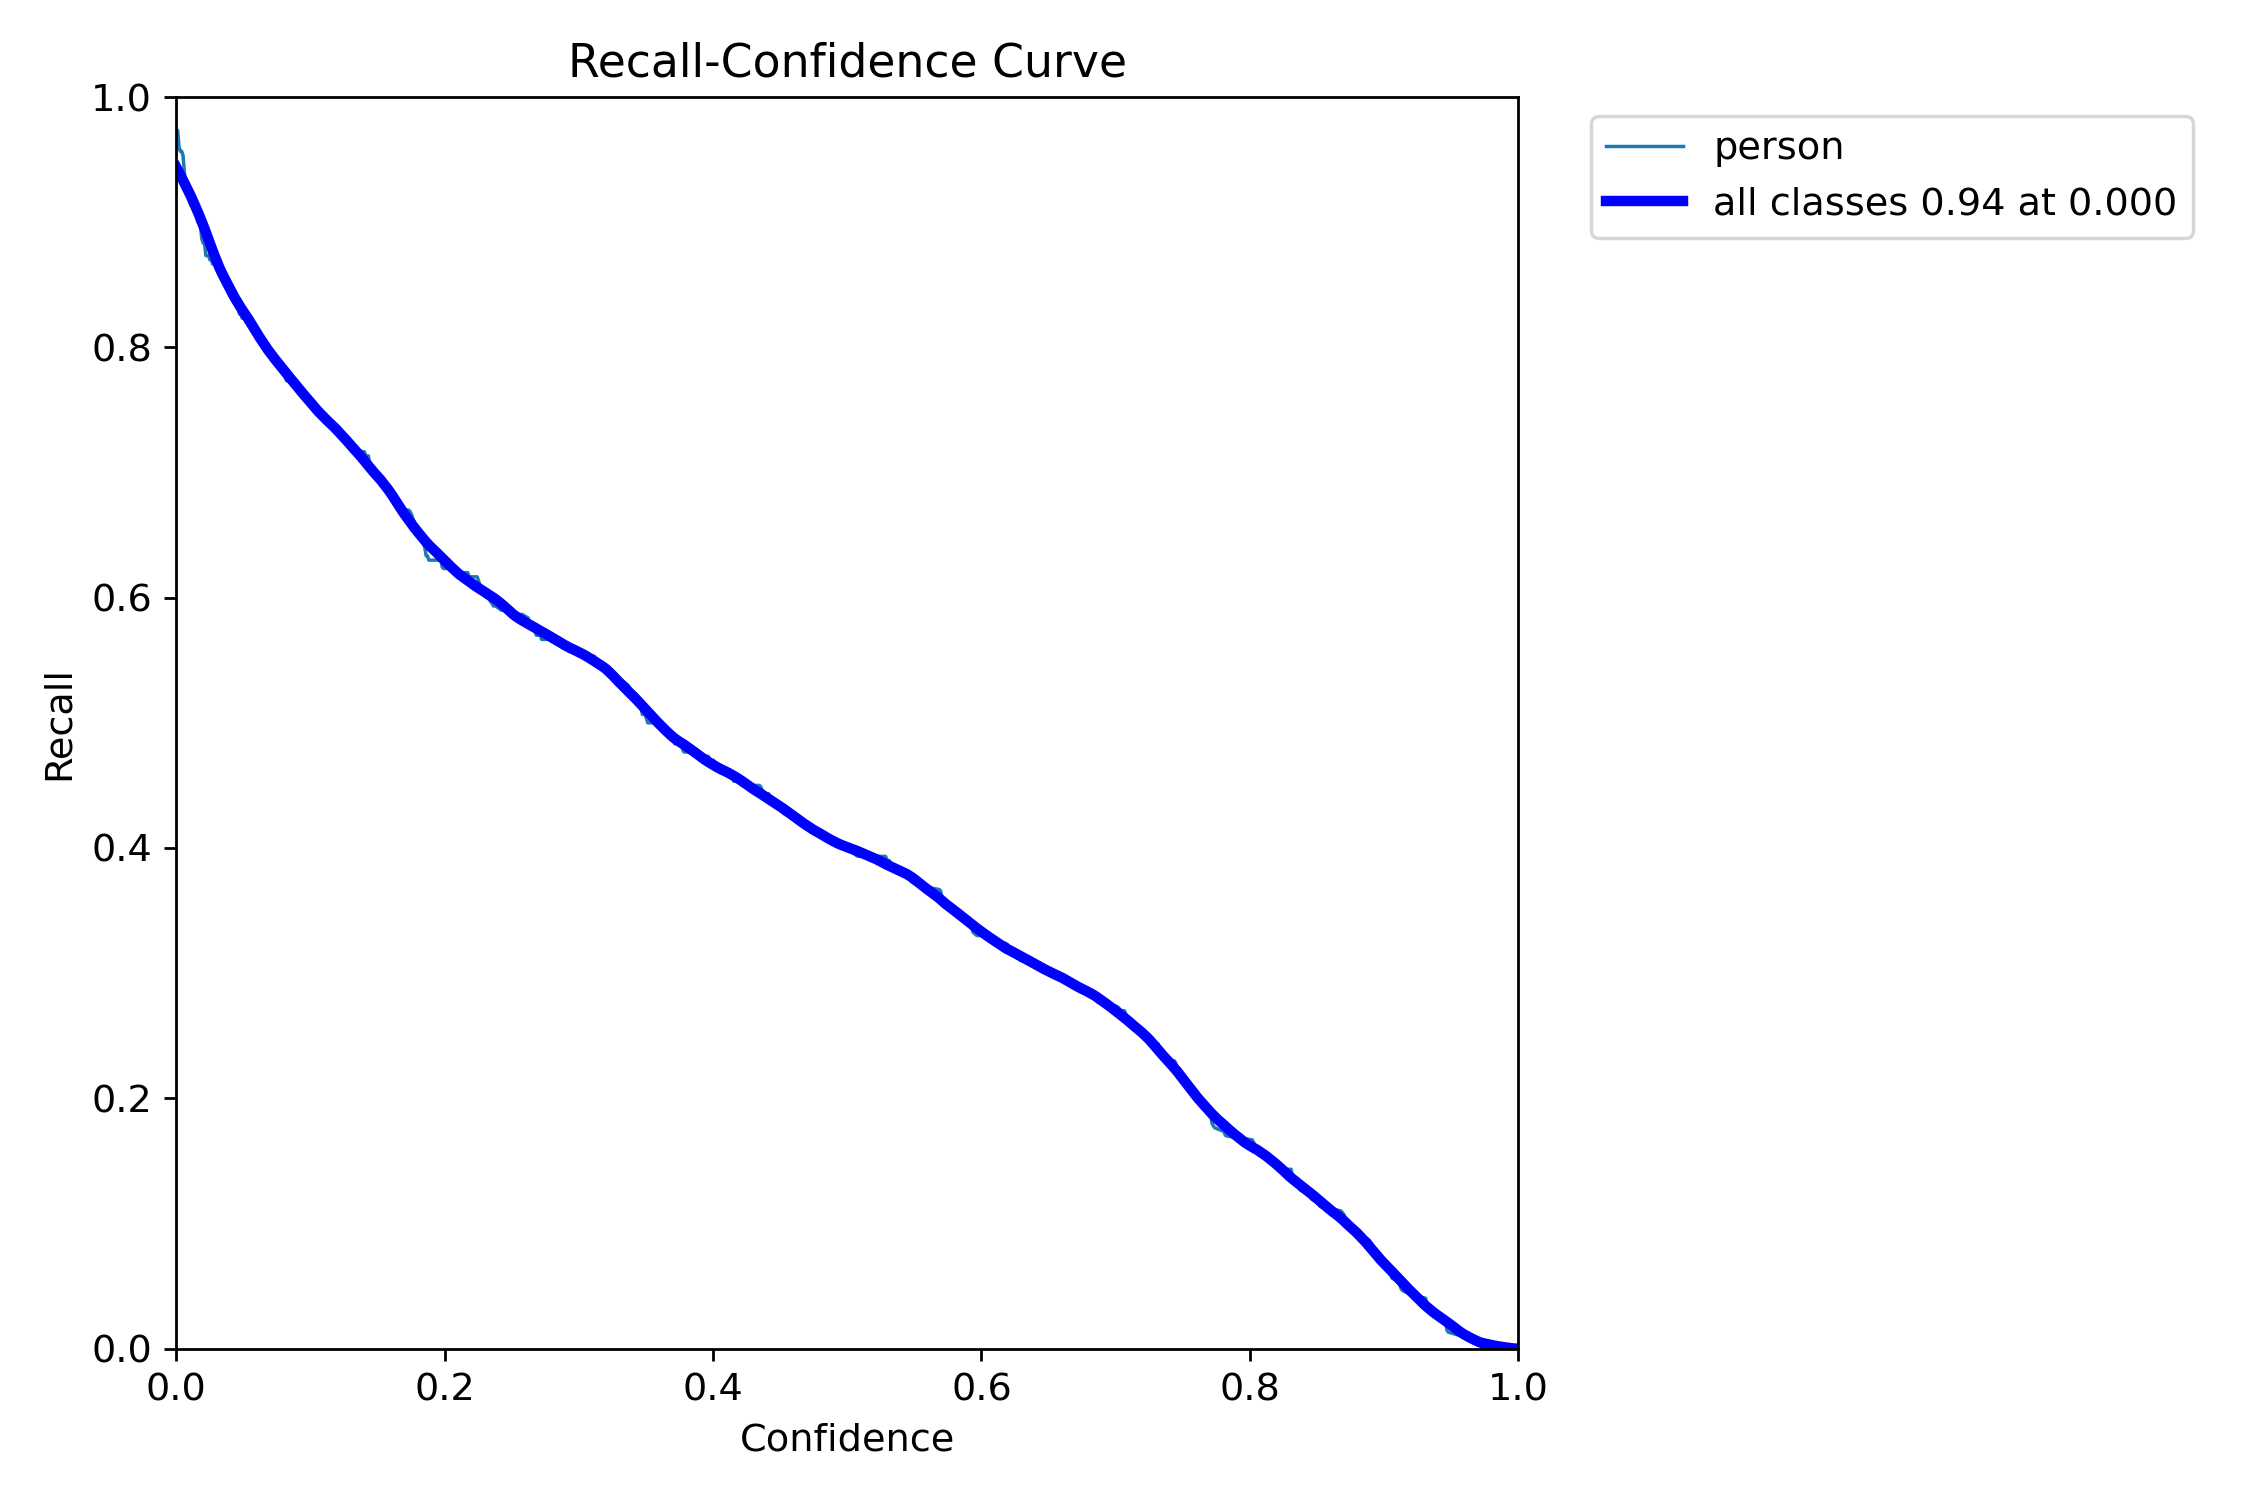 Recall-Confidence Curve
1.0
0.8
0.6
0.4
0.2
0.0
Recall
0.0 0.2 0.4 0.6 0.8 1.0
Confidence
person
all classes 0.94 at 0.000